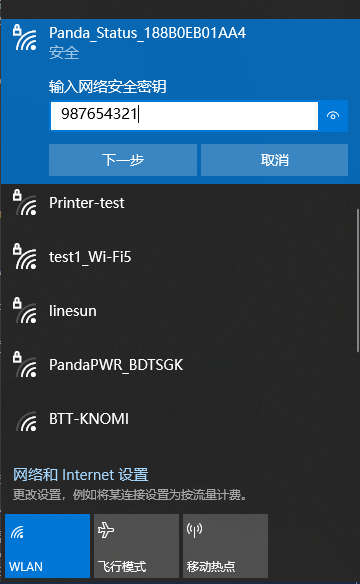 Panda_Status_188B0EB01AA4
安全
输入网络安全密钥
987654321
下一步
取消
Printer-test
test1_Wi-Fi5
linesun
PandaPWR_BDTSGK
BTT-KNOMI
网络和 Internet 设置
更改设置，例如将某连接设置为按流量计费。
WLAN
飞行模式
移动热点